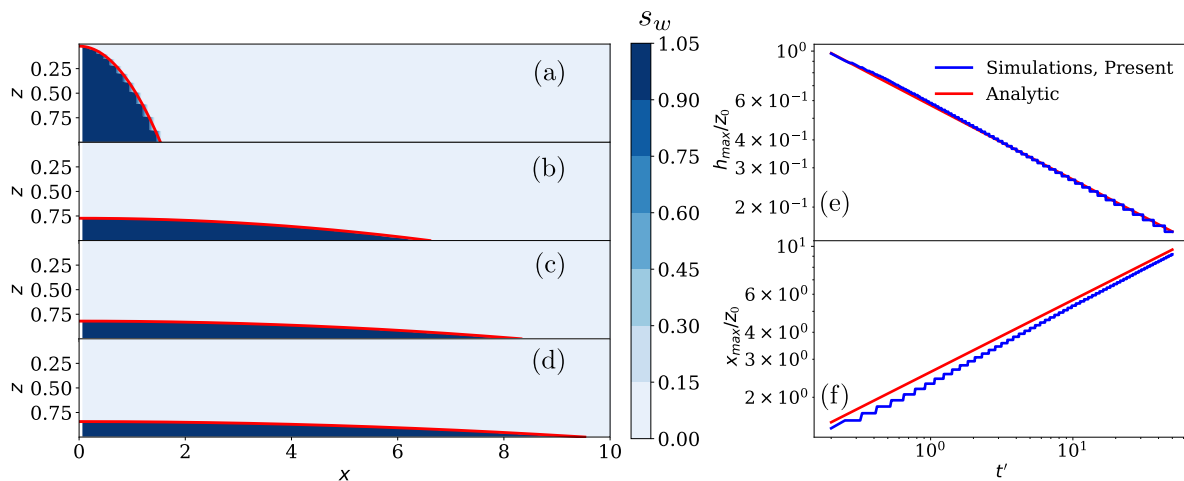 s_w
z
0.25
0.50
0.75
(a)
z
0.25
0.50
0.75
(b)
z
0.25
0.50
0.75
(c)
z
0.25
0.50
0.75
(d)
0 2 4 6 8 10
x
1.05
0.90
0.75
0.60
0.45
0.30
0.15
0.00
h_{max}/z_0
10^0
6 × 10^{-1}
4 × 10^{-1}
3 × 10^{-1}
2 × 10^{-1}
Simulations, Present
Analytic
(e)
x_{max}/z_0
10^1
6 × 10^0
4 × 10^0
3 × 10^0
2 × 10^0
(f)
10^0 10^1
t′